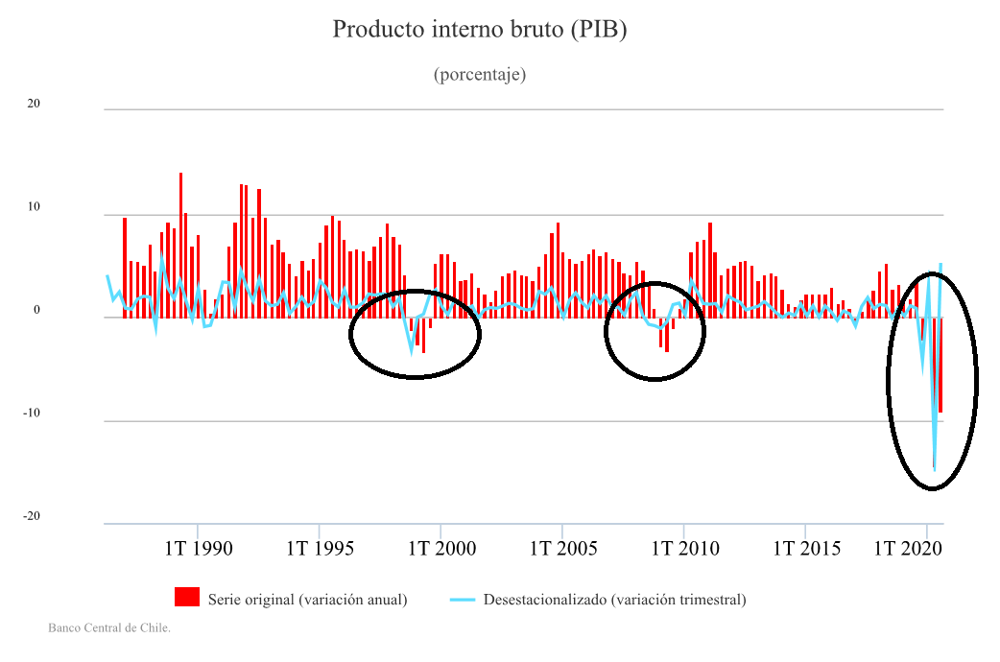 Producto interno bruto (PIB)
(porcentaje)
20
10
0
-10
-20
1T 1990 1T 1995 1T 2000 1T 2005 1T 2010 1T 2015 1T 2020
Serie original (variación anual) Desestacionalizado (variación trimestral)
Banco Central de Chile.